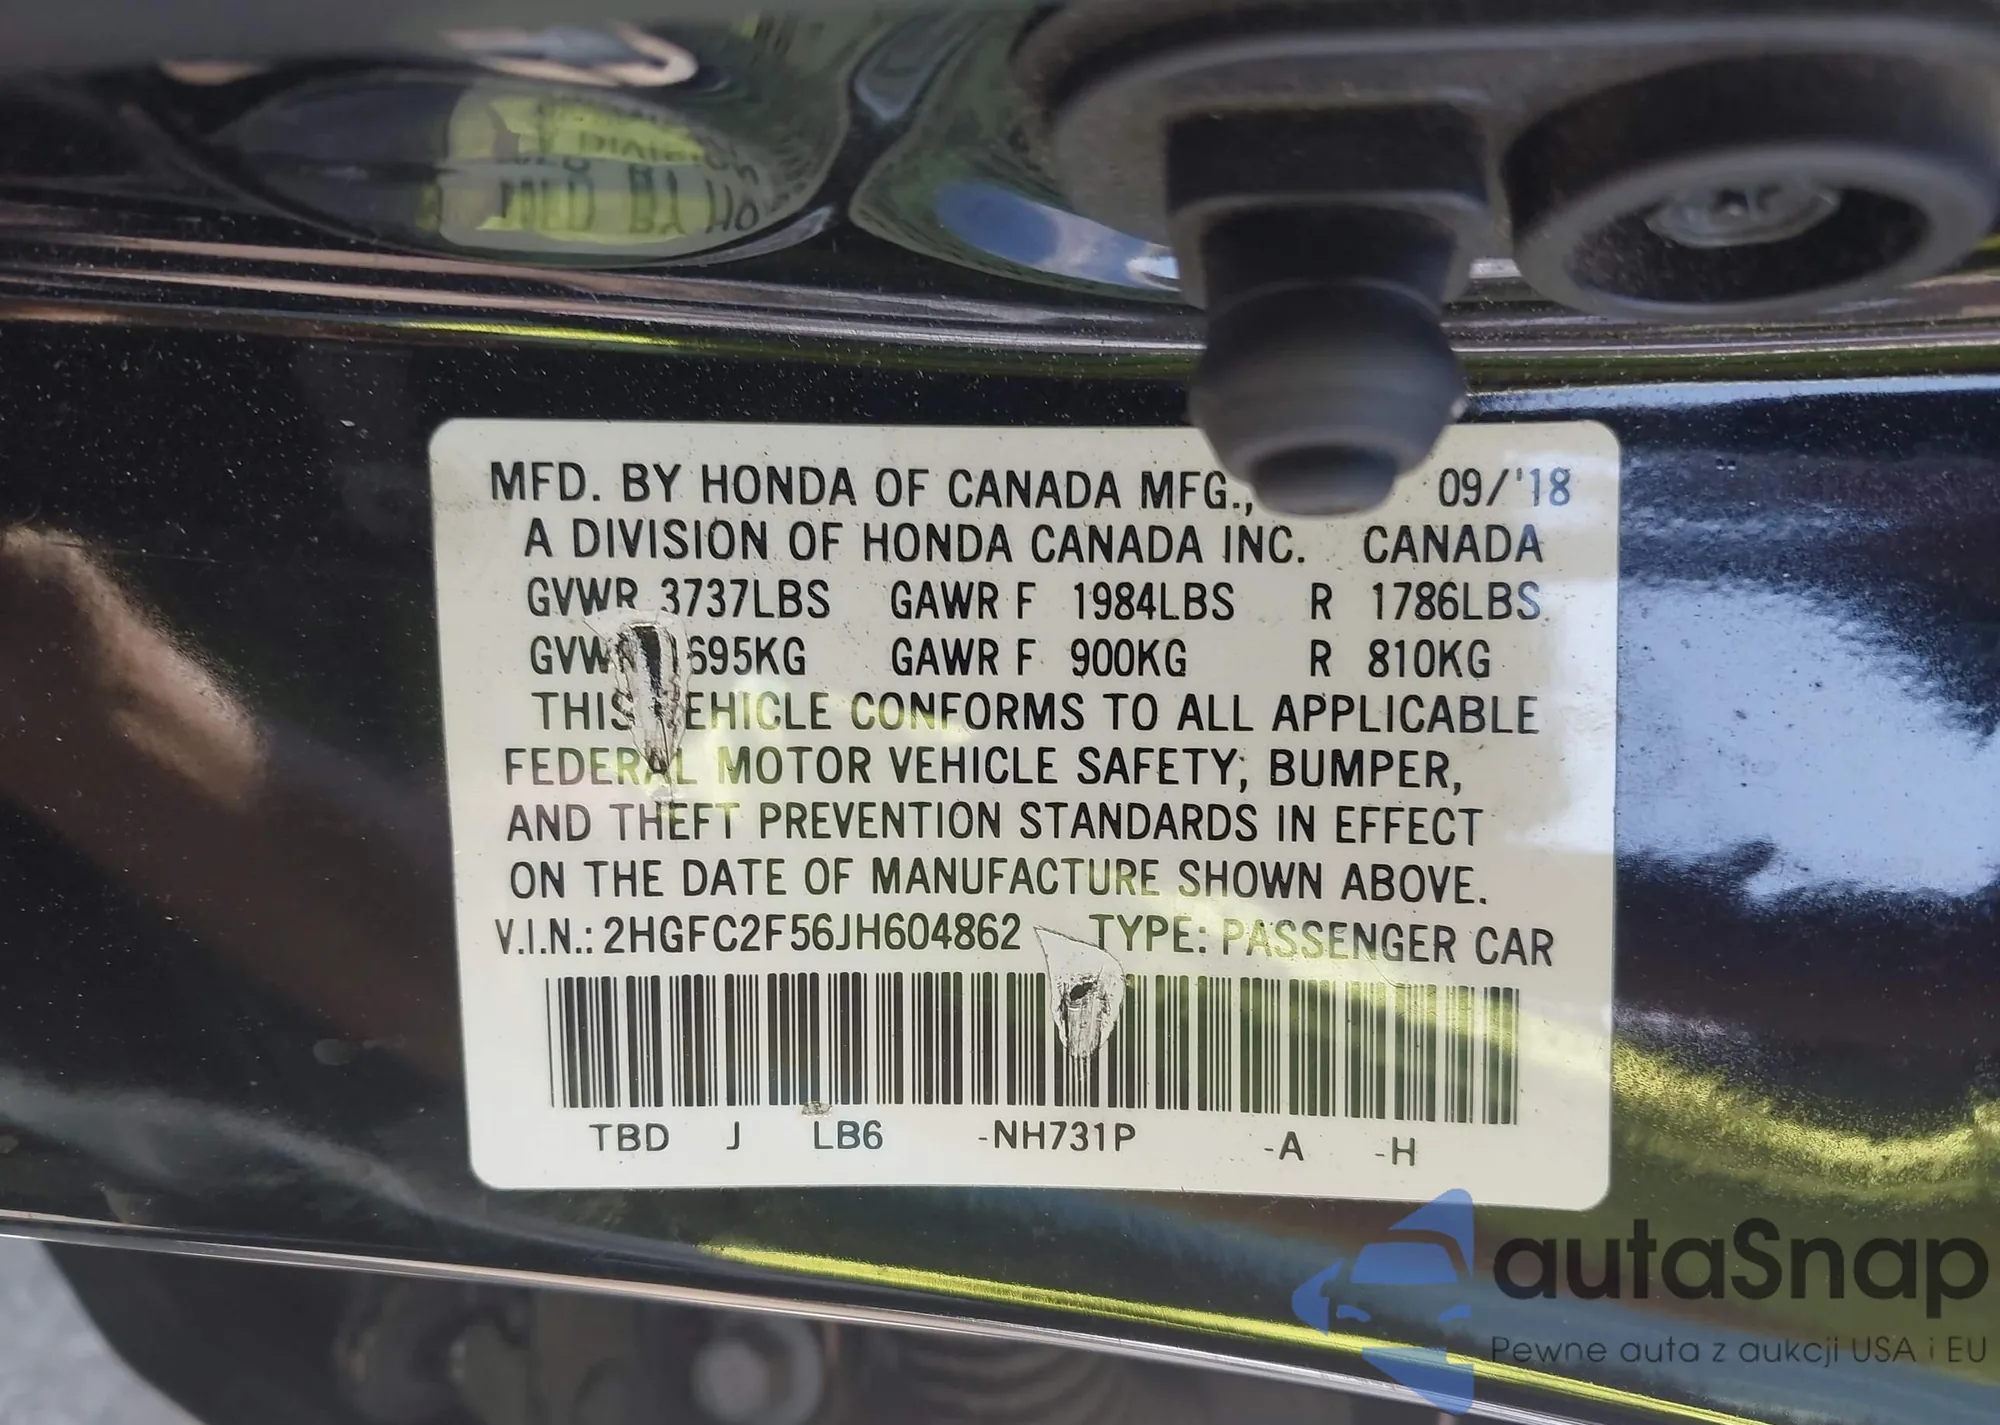 MFD. BY HONDA OF CANADA MFG., 09/'18
A DIVISION OF HONDA CANADA INC. CANADA
GVWR 3737LBS GAWR F 1984LBS R 1786LBS
GAWR F 900KG R 810KG
THIS VEHICLE CONFORMS TO ALL APPLICABLE
FEDERAL MOTOR VEHICLE SAFETY, BUMPER,
AND THEFT PREVENTION STANDARDS IN EFFECT
ON THE DATE OF MANUFACTURE SHOWN ABOVE.
V.I.N.: 2HGFC2F56JH604862 TYPE: PASSENGER CAR
TBD J LB6 -NH731P -A -H
autaSnap
Pewne auta z aukcji USA i EU